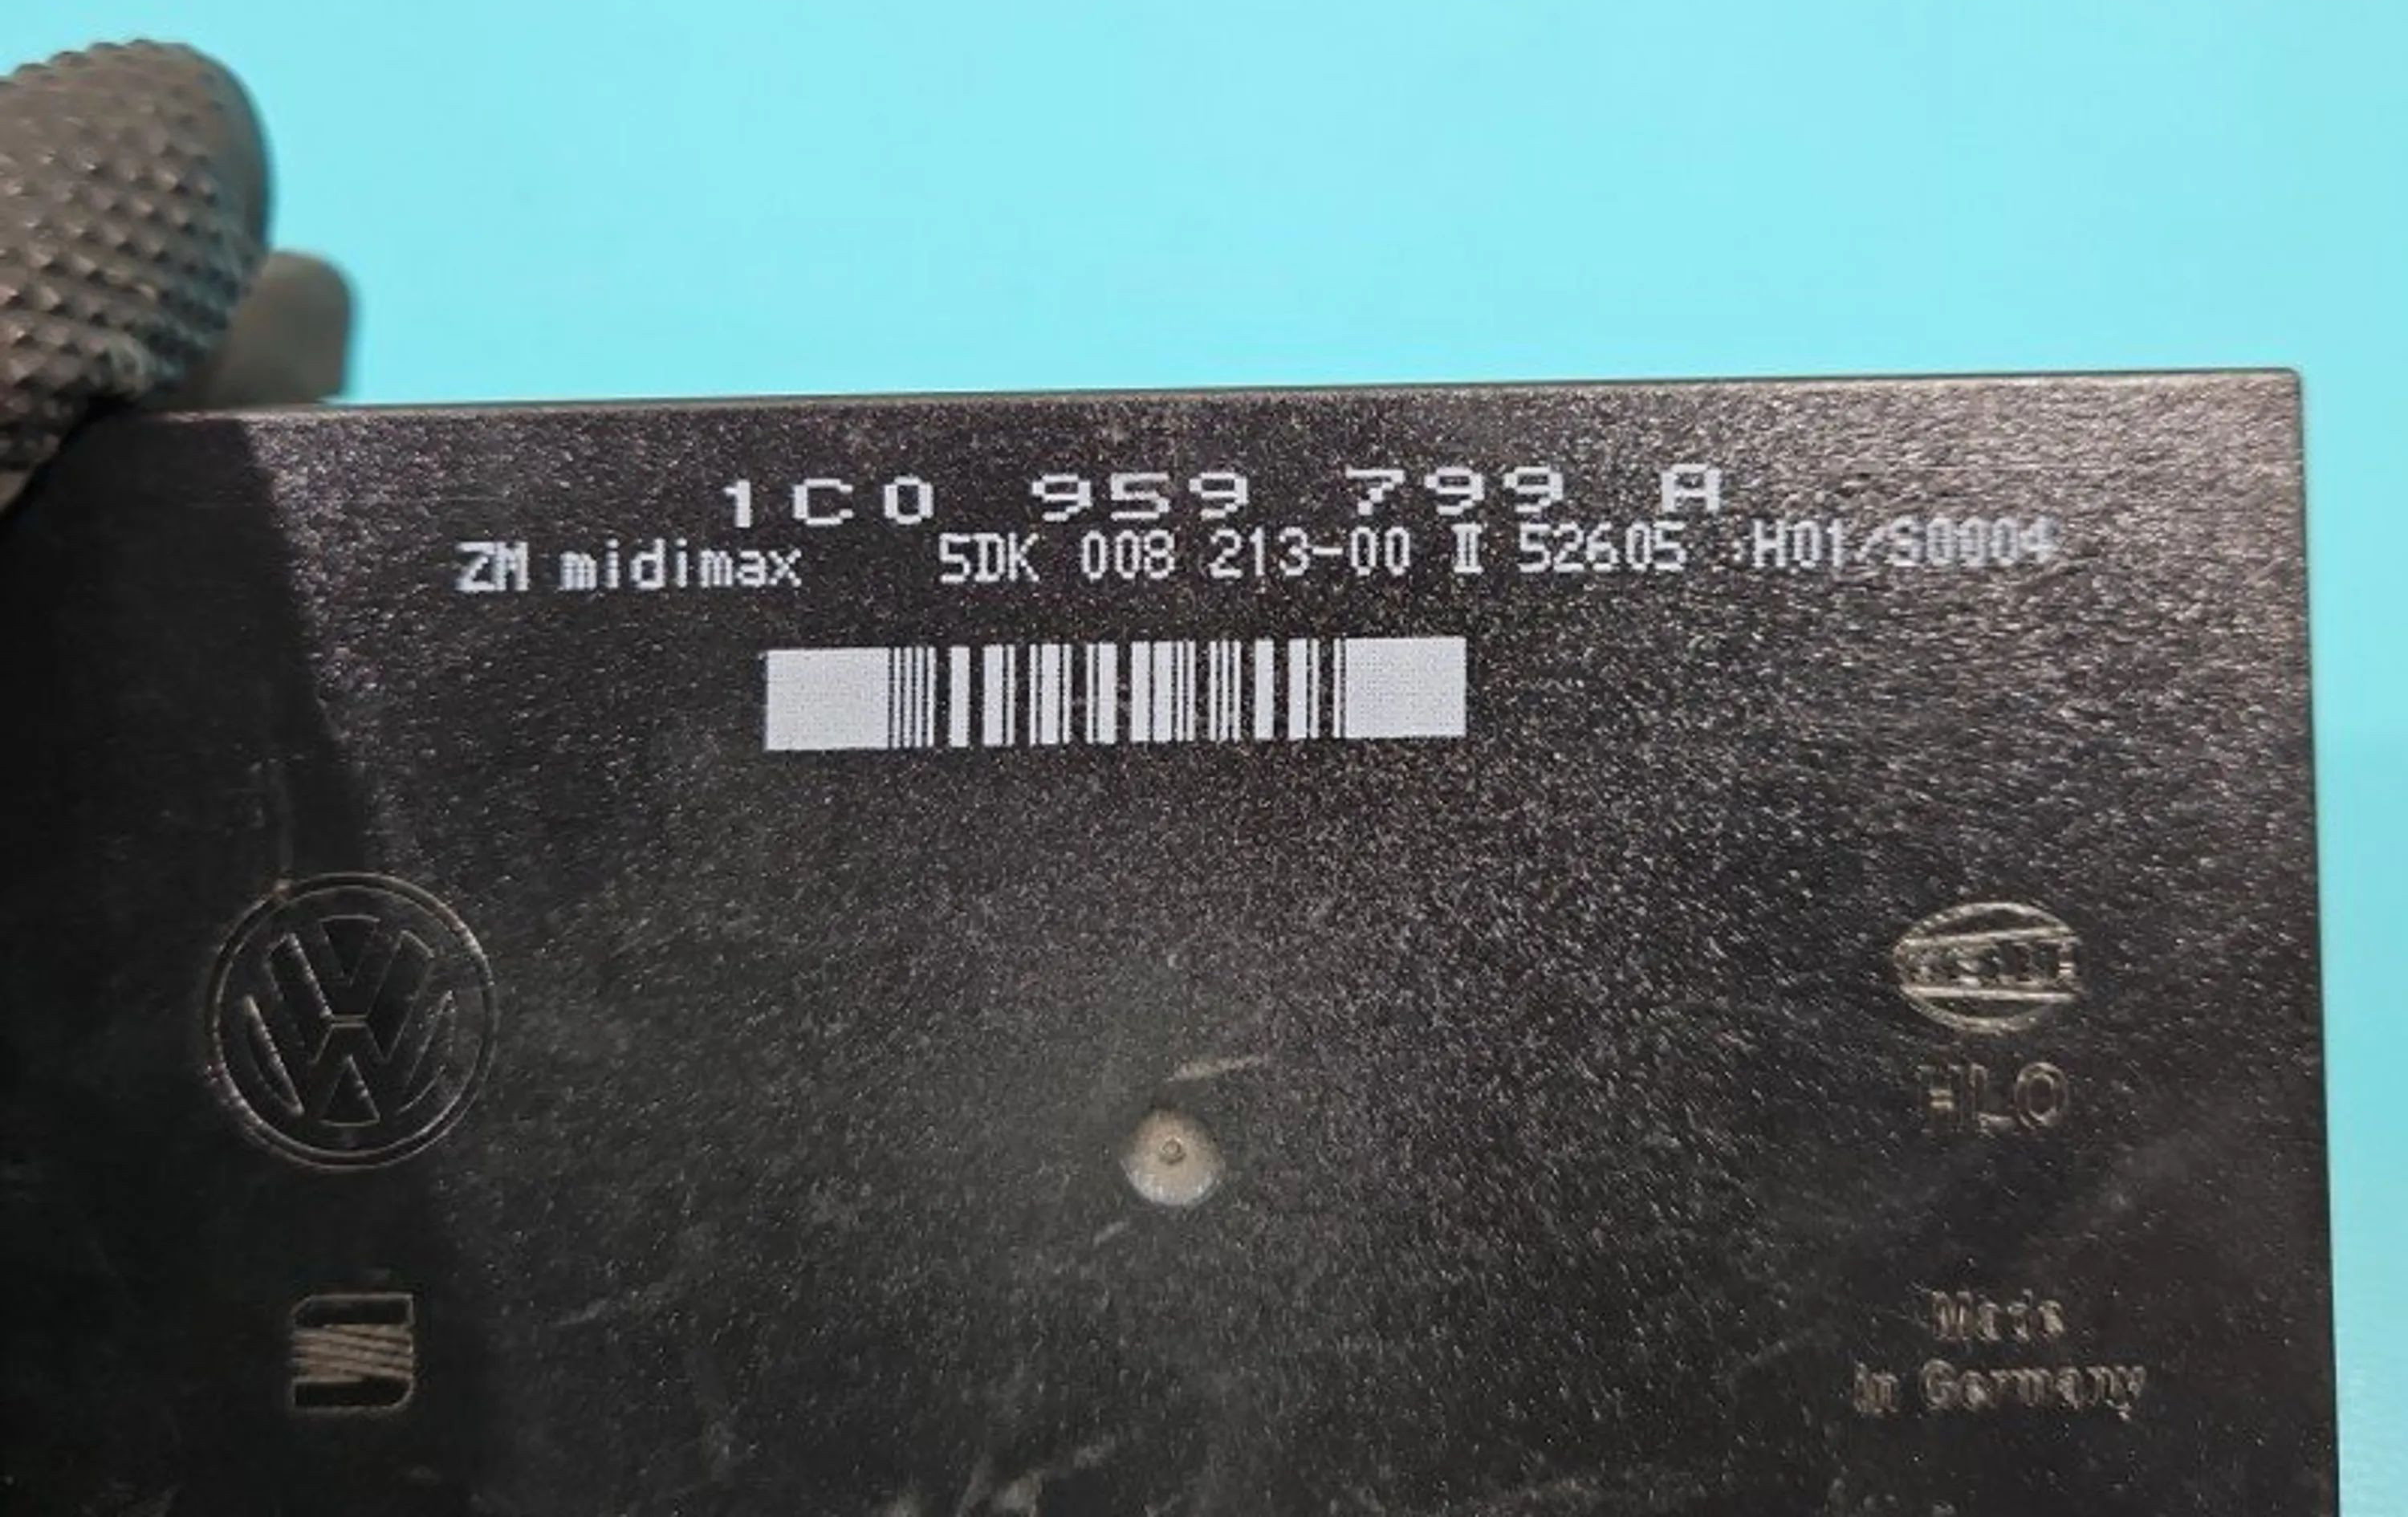 1C0 959 799 A
ZM midimax 5DK 008 213-00 II 52605 H01/S0004
HLO
Made
in Germany